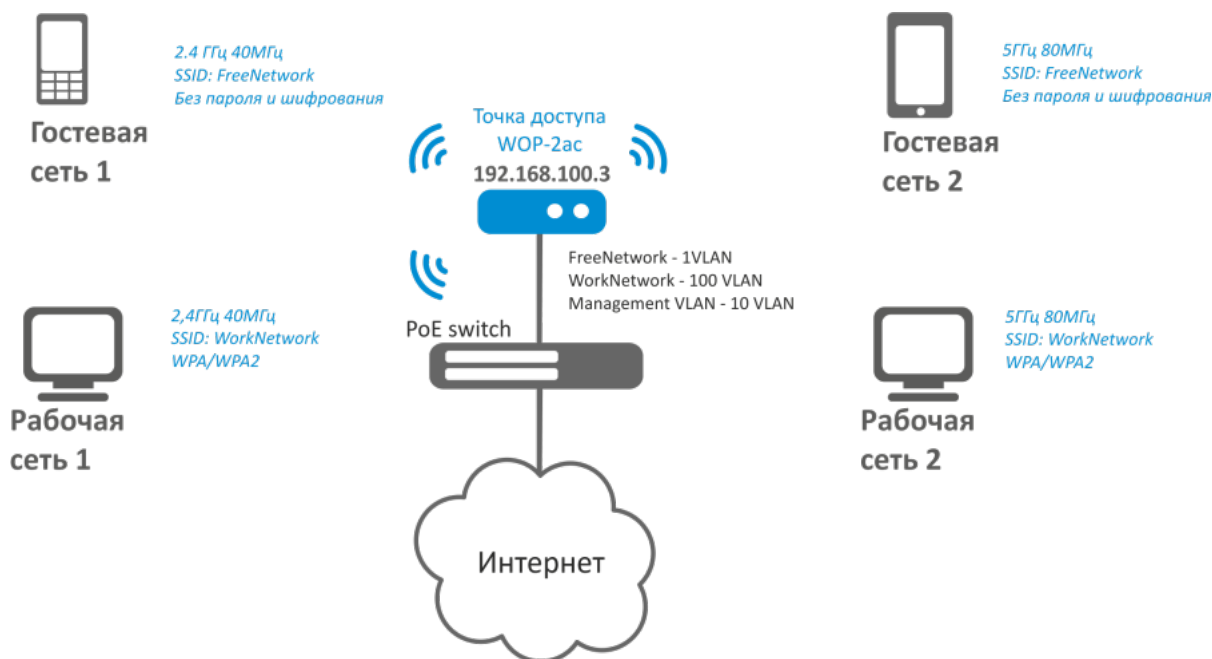 2.4 ГГц 40МГц
SSID: FreeNetwork
Без пароля и шифрования
Гостевая
сеть 1
Точка доступа
WOP-2ac
192.168.100.3
5ГГц 80МГц
SSID: FreeNetwork
Без пароля и шифрования
Гостевая
сеть 2
FreeNetwork - 1VLAN
WorkNetwork - 100 VLAN
Management VLAN - 10 VLAN
2,4ГГц 40МГц
SSID: WorkNetwork
WPA/WPA2
Рабочая
сеть 1
PoE switch
5ГГц 80МГц
SSID: WorkNetwork
WPA/WPA2
Рабочая
сеть 2
Интернет